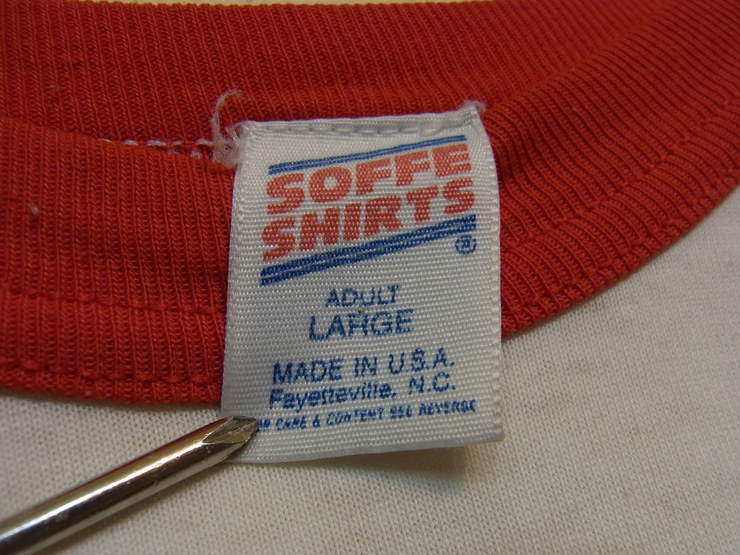 SOFFE
SHIRTS
®
ADULT
LARGE
MADE IN U.S.A.
Fayetteville, N.C.
CARE & CONTENT SEE REVERSE